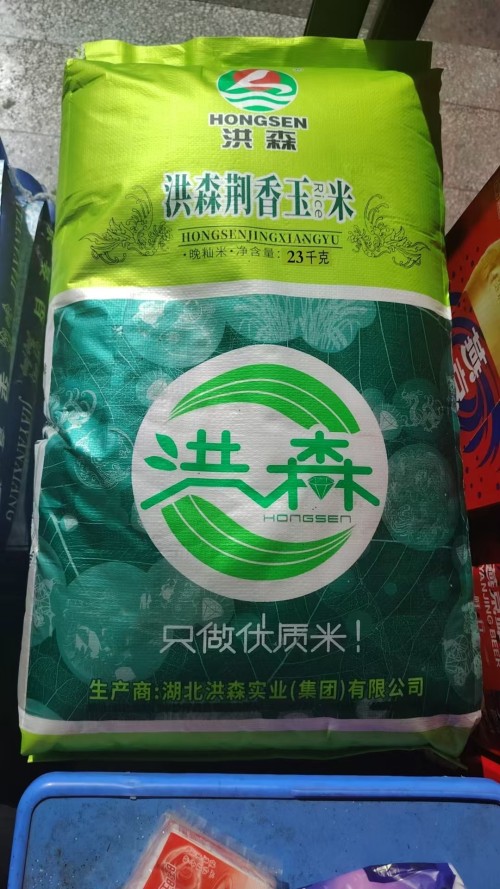 HONGSEN
洪森
洪森荆香玉米
Rice
HONGSENJINGXIANGYU
·晚籼米·净含量：23千克
洪森
HONGSEN
只做优质米！
生产商:湖北洪森实业(集团)有限公司